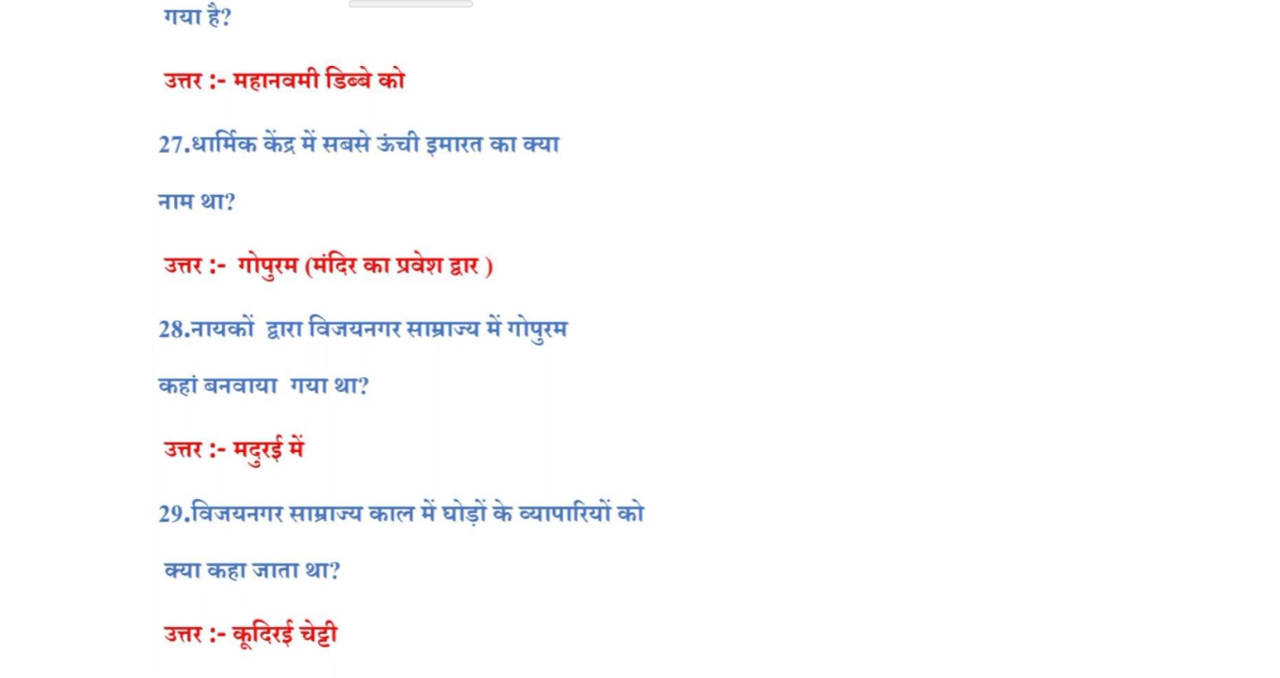 गया है?
उत्तर :- महानवमी डिब्बे को
27.धार्मिक केंद्र में सबसे ऊंची इमारत का क्या
नाम था?
उत्तर :- गोपुरम (मंदिर का प्रवेश द्वार )
28.नायकों द्वारा विजयनगर साम्राज्य में गोपुरम
कहां बनवाया गया था?
उत्तर :- मदुरई में
29.विजयनगर साम्राज्य काल में घोड़ों के व्यापारियों को
क्या कहा जाता था?
उत्तर :- कूदिरई चेट्टी